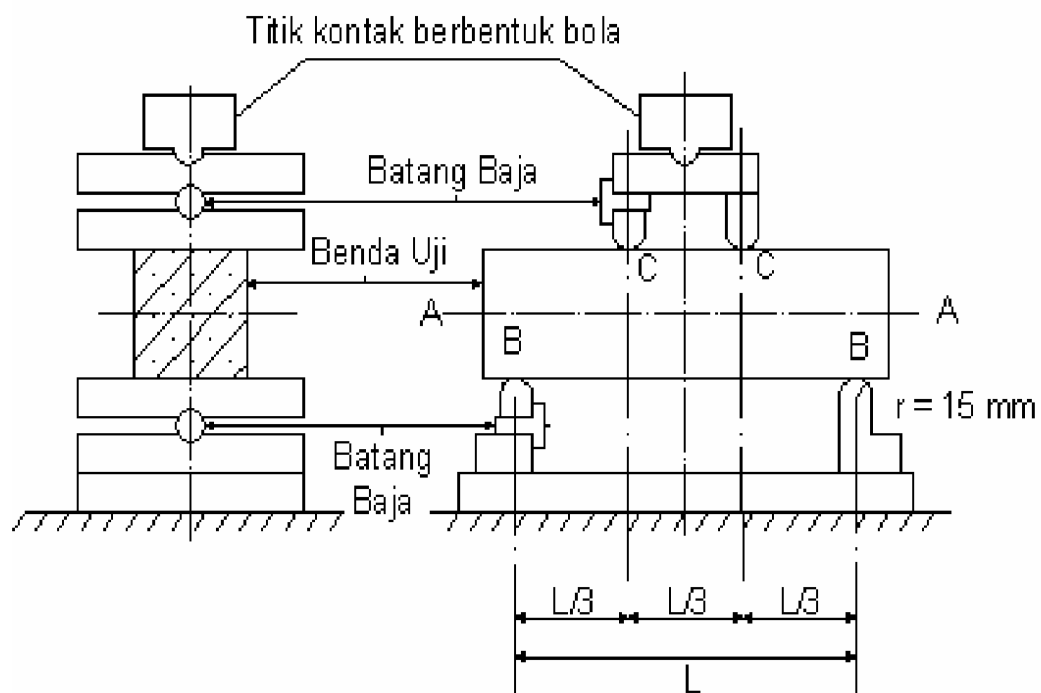 Titik kontak berbentuk bola
Batang Baja
Benda Uji
C
C
A
A
B
B
r = 15 mm
Batang
Baja
L/3
L/3
L/3
L